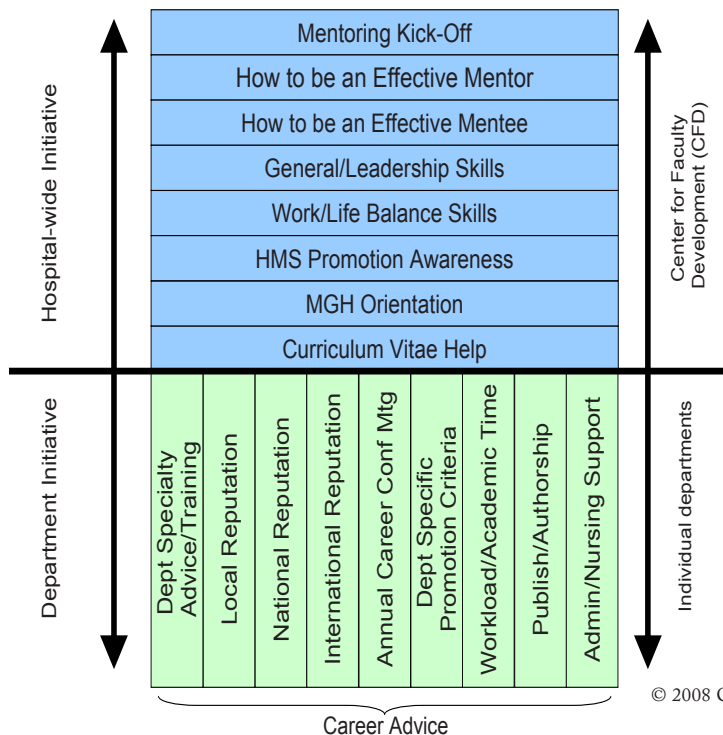 Mentoring Kick-Off
How to be an Effective Mentor
How to be an Effective Mentee
General/Leadership Skills
Work/Life Balance Skills
HMS Promotion Awareness
MGH Orientation
Curriculum Vitae Help
Hospital-wide Initiative
Center for Faculty
Development (CFD)
Department Initiative
Dept Specialty
Advice/Training
Local Reputation
National Reputation
International Reputation
Annual Career Conf Mtg
Dept Specific
Promotion Criteria
Workload/Academic Time
Publish/Authorship
Admin/Nursing Support
Individual departments
© 2008 C
Career Advice